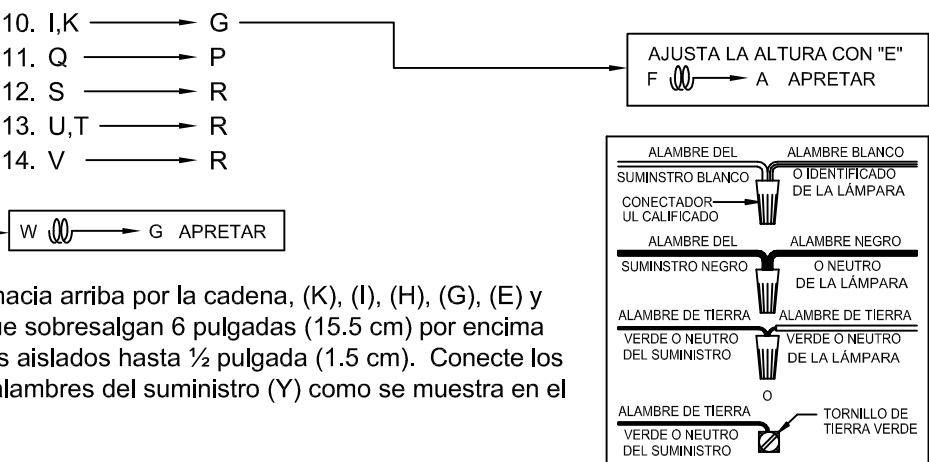 10. I,K G
11. Q P
12. S R
13. U,T R
14. V R
AJUSTA LA ALTURA CON "E"
F A APRETAR
W G APRETAR
hacia arriba por la cadena, (K), (I), (H), (G), (E) y
ue sobresalgan 6 pulgadas (15.5 cm) por encima
s aislados hasta ½ pulgada (1.5 cm). Conecte los
alambres del suministro (Y) como se muestra en el
ALAMBRE DEL
SUMINSTRO BLANCO
ALAMBRE BLANCO
O IDENTIFICADO
DE LA LÁMPARA
CONECTADOR
UL CALIFICADO
ALAMBRE DEL
SUMINSTRO NEGRO
ALAMBRE NEGRO
O NEUTRO
DE LA LÁMPARA
ALAMBRE DE TIERRA
VERDE O NEUTRO
DEL SUMINISTRO
ALAMBRE DE TIERRA
VERDE O NEUTRO
DE LA LÁMPARA
O
ALAMBRE DE TIERRA
VERDE O NEUTRO
DEL SUMINISTRO
TORNILLO DE
TIERRA VERDE